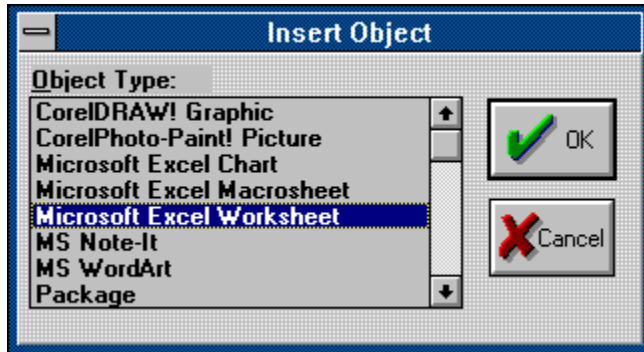 Insert Object
Object Type:
CorelDRAW! Graphic
CorelPhoto-Paint! Picture
Microsoft Excel Chart
Microsoft Excel Macrosheet
Microsoft Excel Worksheet
MS Note-It
MS WordArt
Package
OK
Cancel